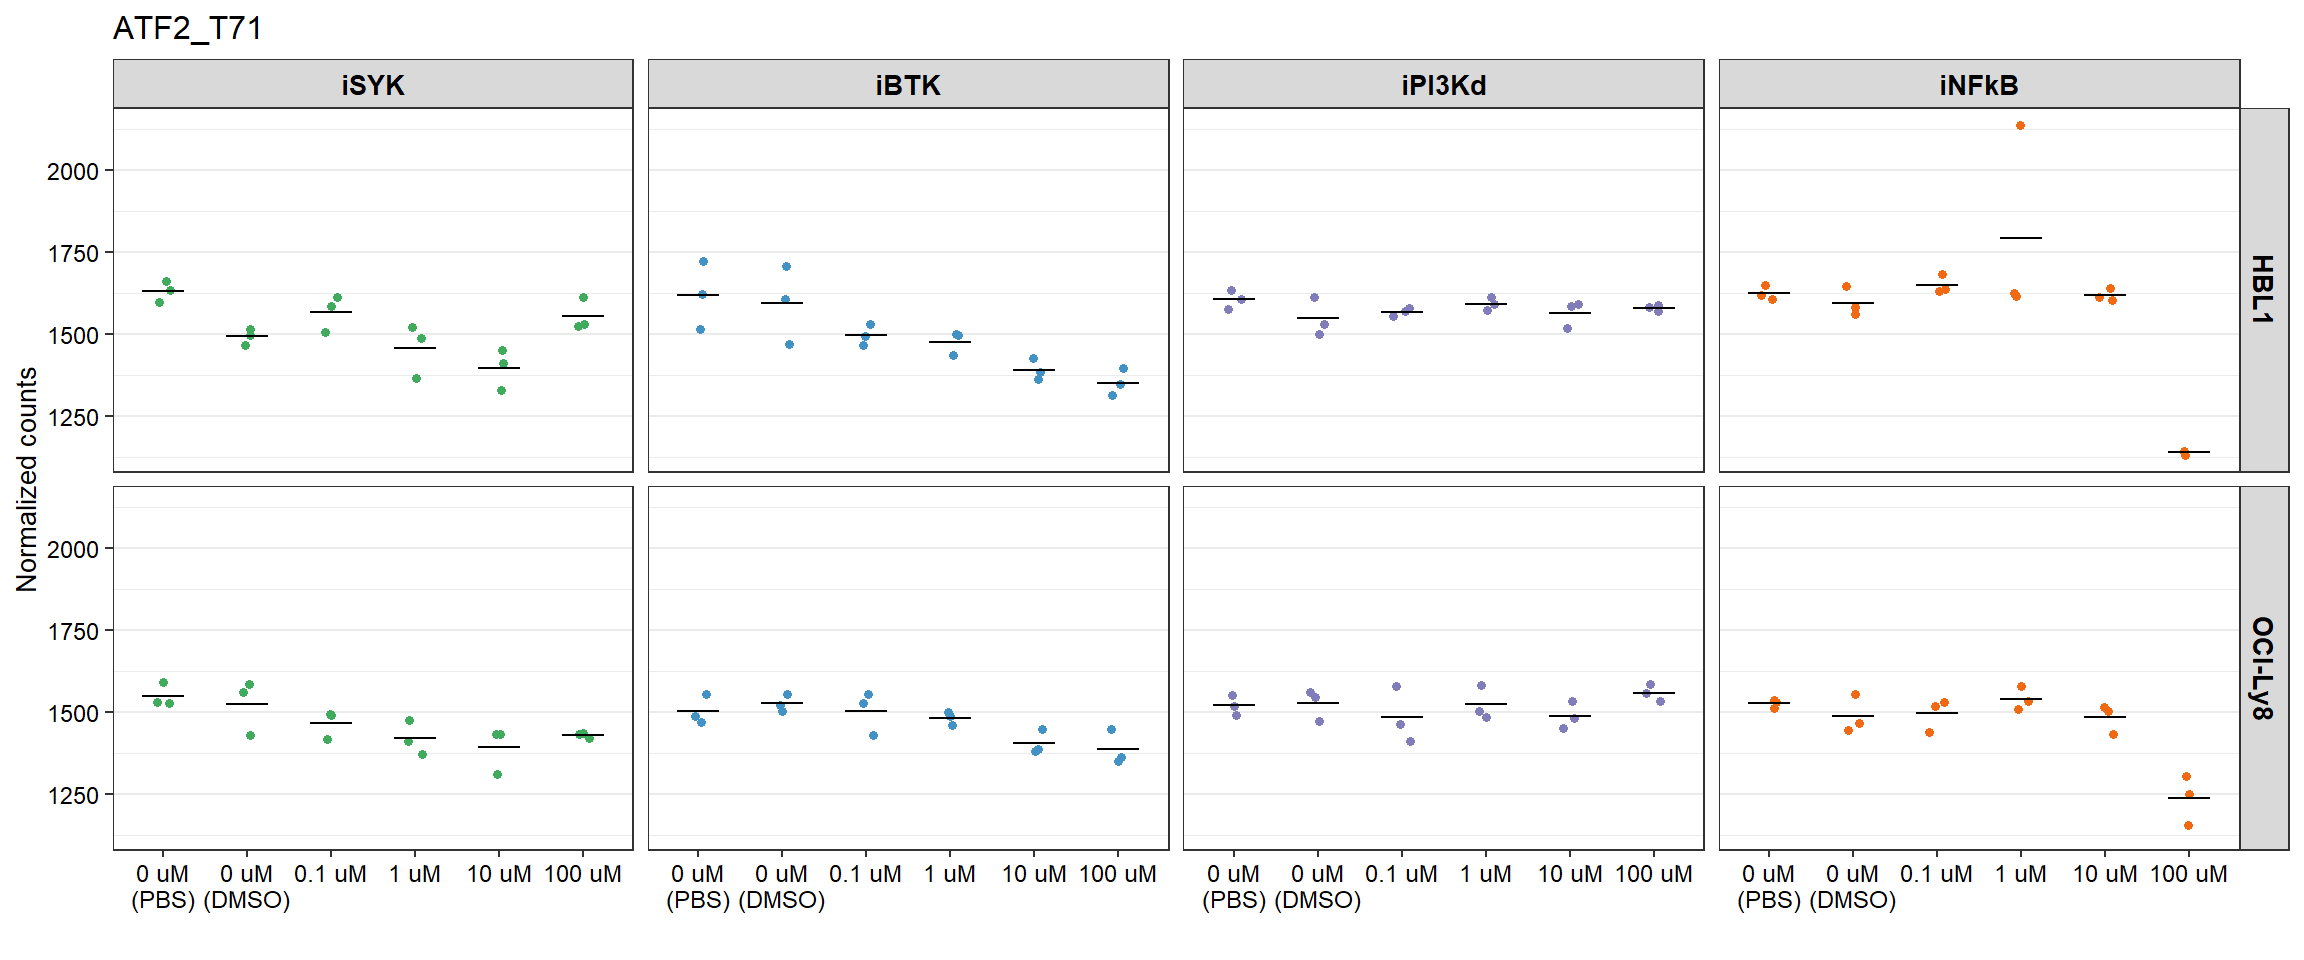 ATF2_T71
iSYK iBTK iPI3Kd iNFkB
Normalized counts
2000
1750
1500
1250
HBL1
2000
1750
1500
1250
OCI-Ly8
0 uM 0 uM 0.1 uM 1 uM 10 uM 100 uM 0 uM 0 uM 0.1 uM 1 uM 10 uM 100 uM 0 uM 0 uM 0.1 uM 1 uM 10 uM 100 uM 0 uM 0 uM 0.1 uM 1 uM 10 uM 100 uM
(PBS) (DMSO) (PBS) (DMSO) (PBS) (DMSO) (PBS) (DMSO)